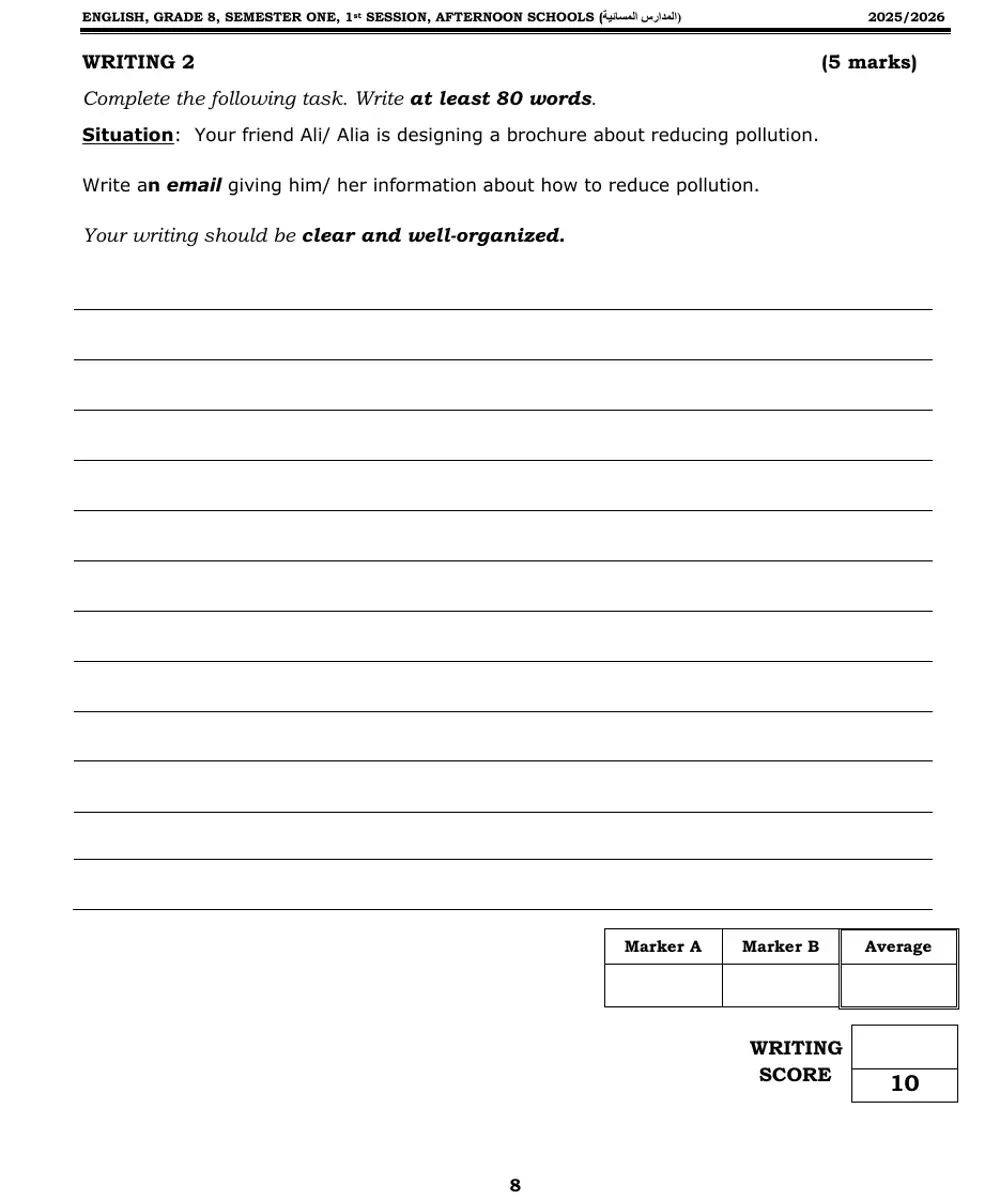 ENGLISH, GRADE 8, SEMESTER ONE, 1st SESSION, AFTERNOON SCHOOLS (المدارس المسائية) 2025/2026
WRITING 2 (5 marks)
Complete the following task. Write at least 80 words.
Situation: Your friend Ali/ Alia is designing a brochure about reducing pollution.
Write an email giving him/ her information about how to reduce pollution.
Your writing should be clear and well-organized.
Marker A Marker B Average
WRITING
SCORE
10
8